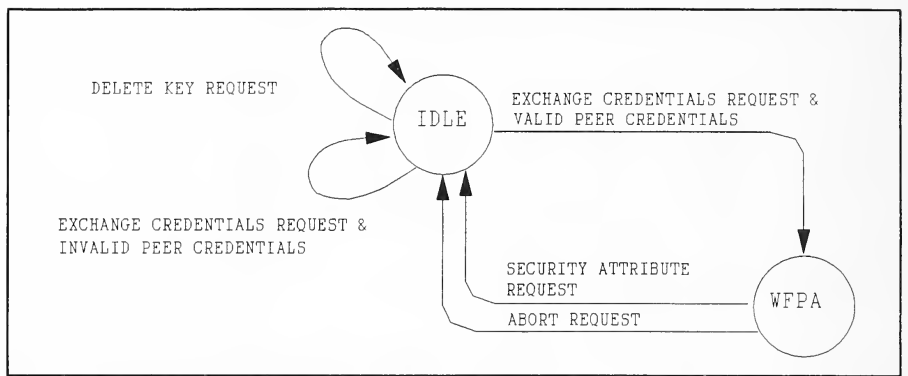 DELETE KEY REQUEST
IDLE
EXCHANGE CREDENTIALS REQUEST &
VALID PEER CREDENTIALS
EXCHANGE CREDENTIALS REQUEST &
INVALID PEER CREDENTIALS
SECURITY ATTRIBUTE
REQUEST
WFPA
ABORT REQUEST